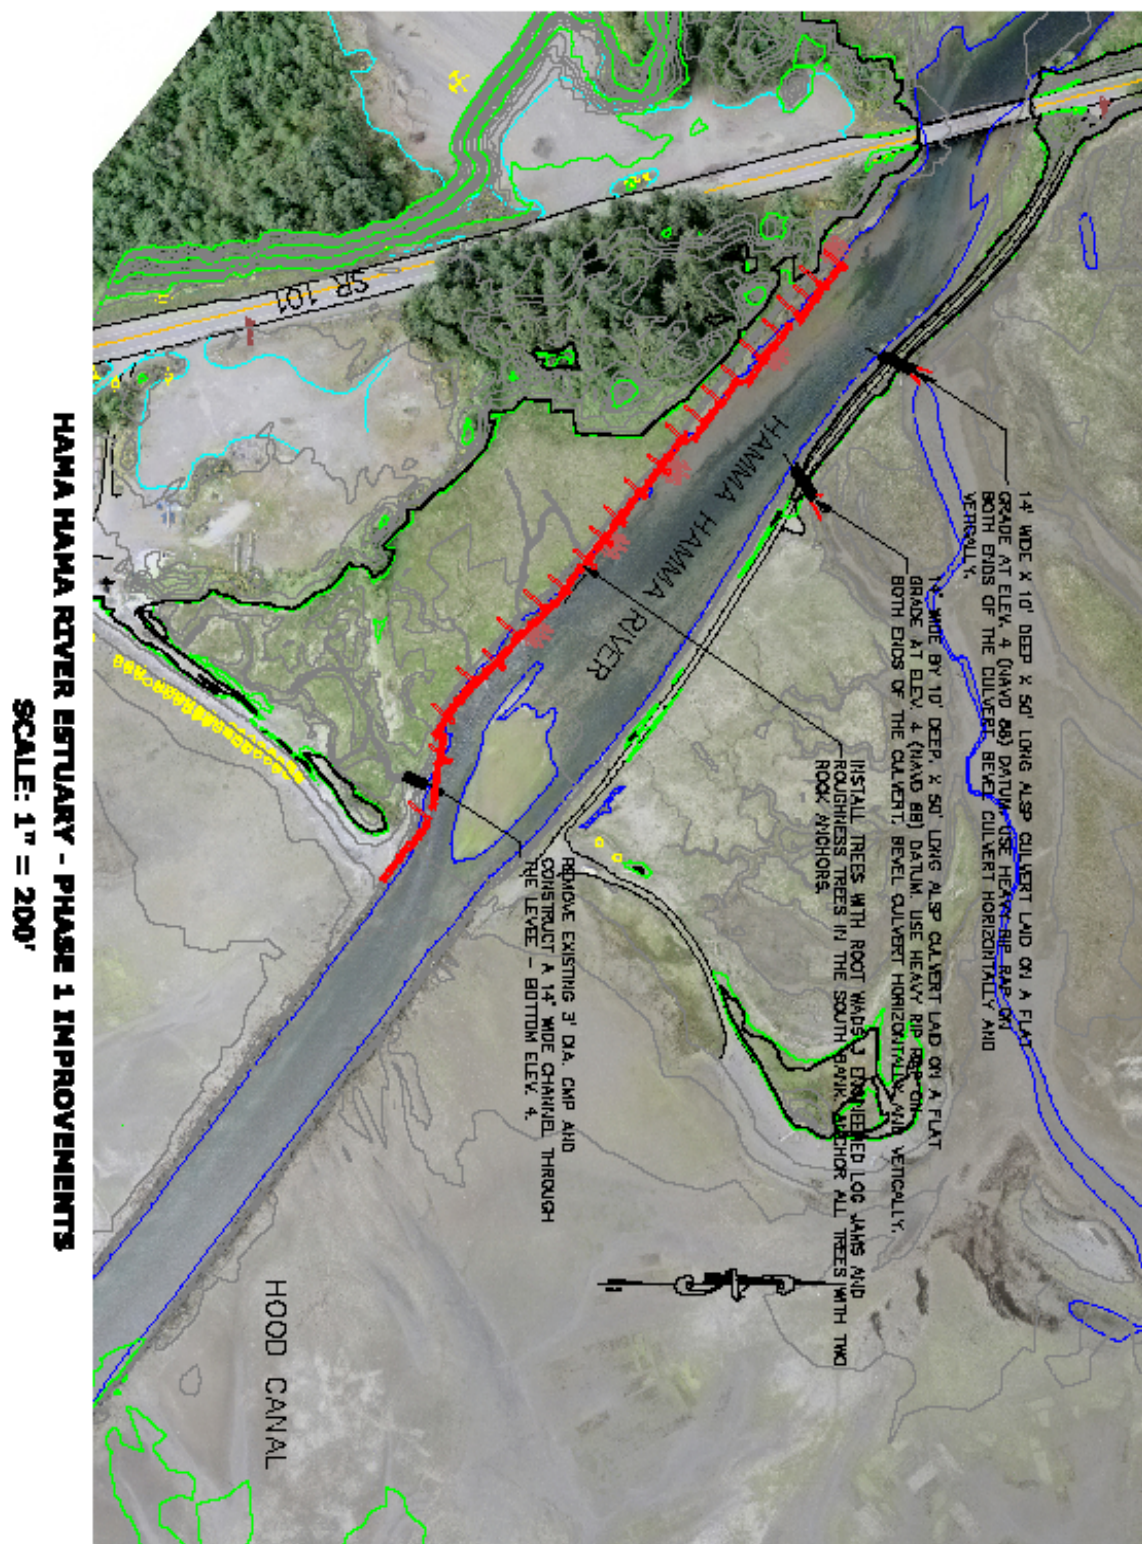 14' WIDE X 10' DEEP X 50' LONG ALSP CULVERT LAID ON A FLAT
GRADE AT ELEV. 4 (NAVD 88) DATUM. USE HEAVY RIP RAP ON
BOTH ENDS OF THE CULVERT. BEVEL CULVERT HORIZONTALLY AND
VETICALLY.
WIDE BY 10' DEEP, X 50' LONG ALSP CULVERT LAID ON A FLAT
GRADE AT ELEV. 4 (NAVD 88) DATUM. USE HEAVY RIP RAP ON
BOTH ENDS OF THE CULVERT. BEVEL CULVERT HORIZONTALLY AND VETICALLY.
INSTALL TREES WITH ROOT WADS, ENGINEERED LOG JAMS AND
ROUGHNESS TREES IN THE SOUTH BANK. ANCHOR ALL TREES WITH TWO
ROCK ANCHORS.
REMOVE EXISTING 3' DIA. CMP AND
CONSTRUCT A 14' WIDE CHANNEL THROUGH
THE LEVEE - BOTTOM ELEV. 4.
SR 101
HAMMA HAMMA RIVER
HOOD CANAL
HAMA HAMA RIVER ESTUARY - PHASE 1 IMPROVEMENTS
SCALE: 1" = 200'